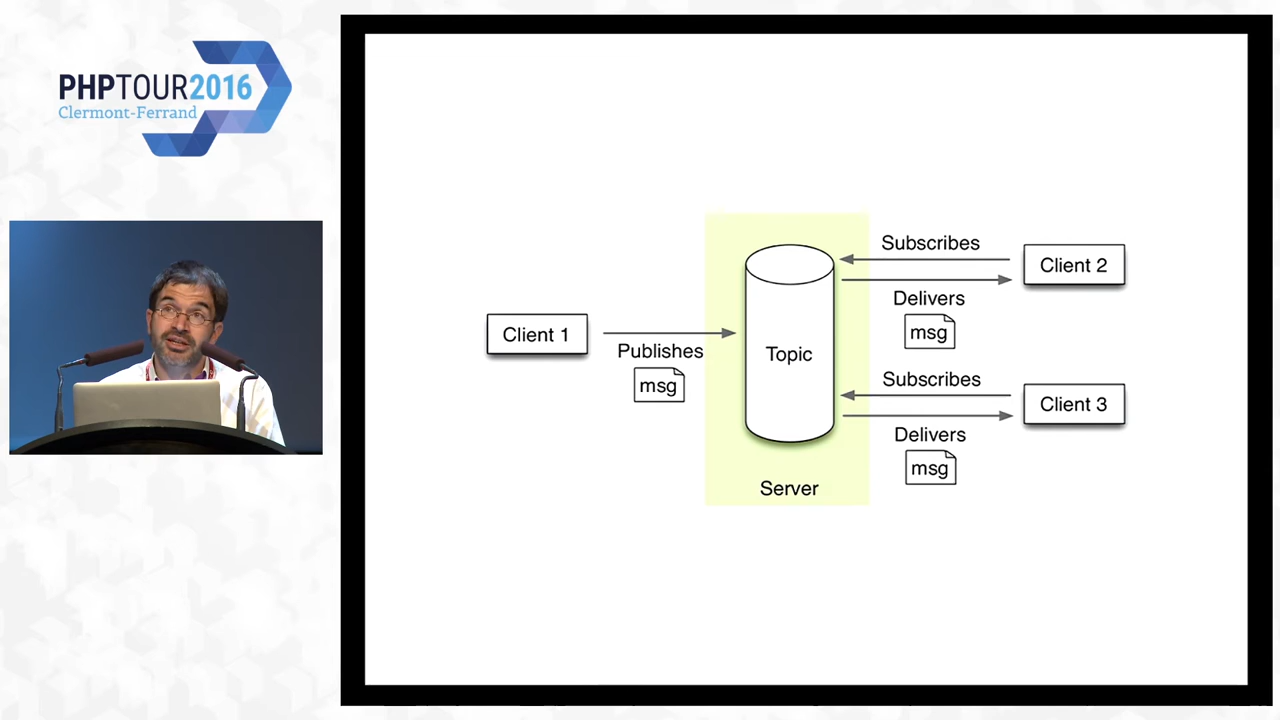 PHPTOUR2016
Clermont-Ferrand
Subscribes
Client 2
Delivers
msg
Client 1
Publishes
msg
Topic
Subscribes
Client 3
Delivers
msg
Server